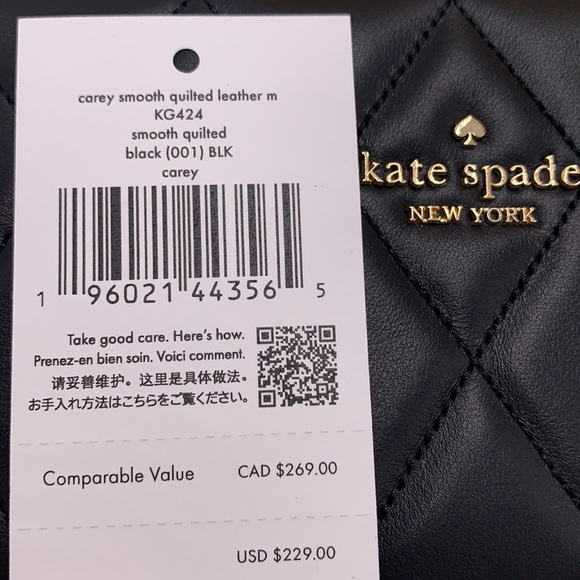 carey smooth quilted leather m
KG424
smooth quilted
black (001) BLK
carey
1 96021 44356 5
Take good care. Here's how.
Prenez-en bien soin. Voici comment.
请妥善维护。这里是具体做法。
お手入れ方法はこちらをご覧ください。
Comparable Value CAD $269.00
USD $229.00
kate spade
NEW YORK